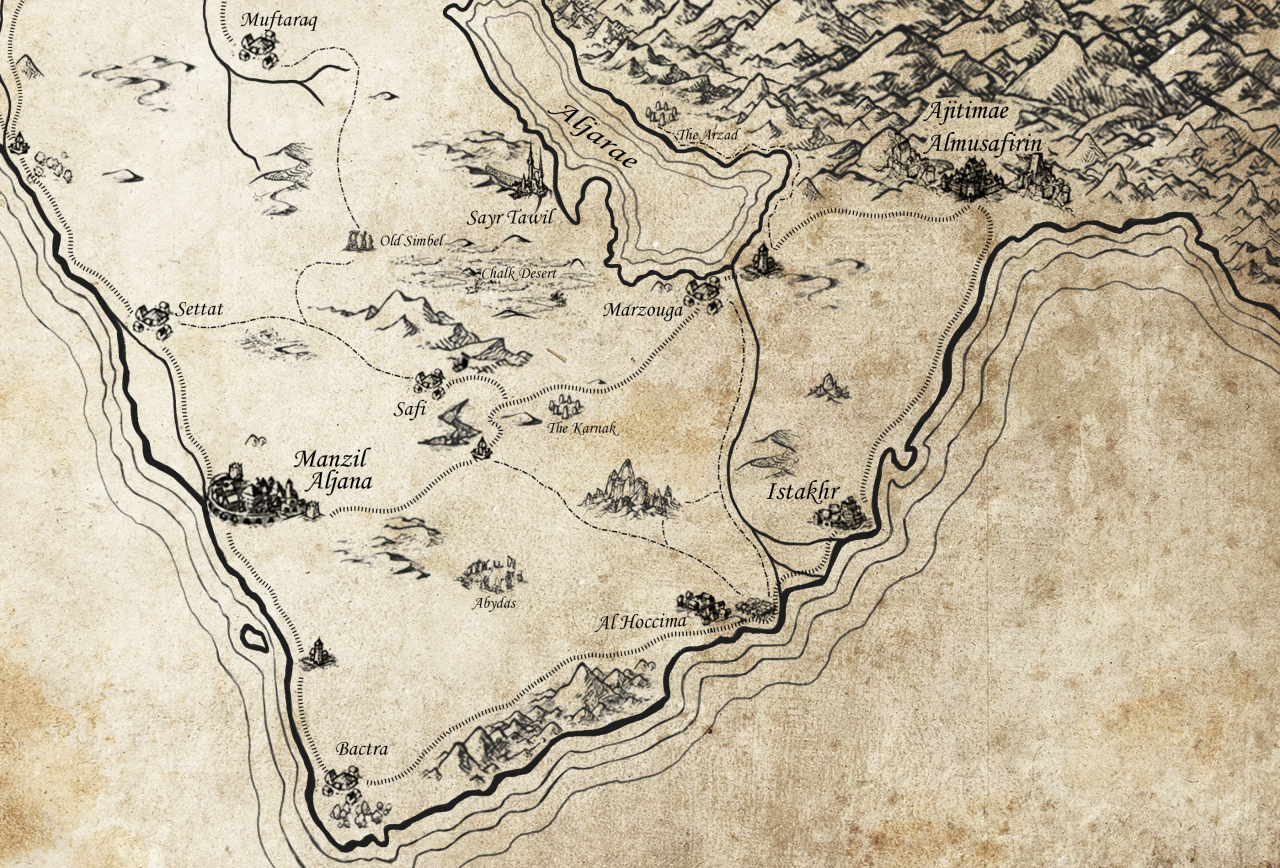 Muftaraq
Aljarae
The Arzad
Ajitimae
Almusafirin
Sayr Tawil
Old Simbel
Chalk Desert
Settat
Marzouga
Safi
The Karnak
Manzil
Aljana
Istakhr
Abydas
Al Hoccima
Bactra